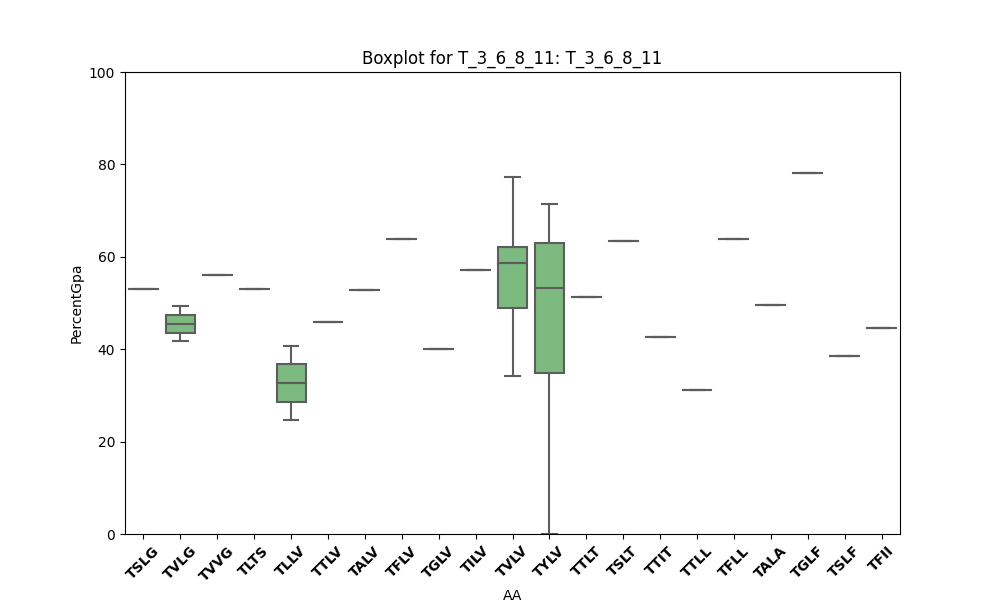 Boxplot for T_3_6_8_11: T_3_6_8_11
100
80
60
40
20
0
PercentGpa
TSLG TVLG TVVG TLTS TLLV TTLV TALV TFLV TGLV TILV TVLV TYLV TTLT TSLT TTIT TTLL TFLL TALA TGLF TSLF TFII
AA